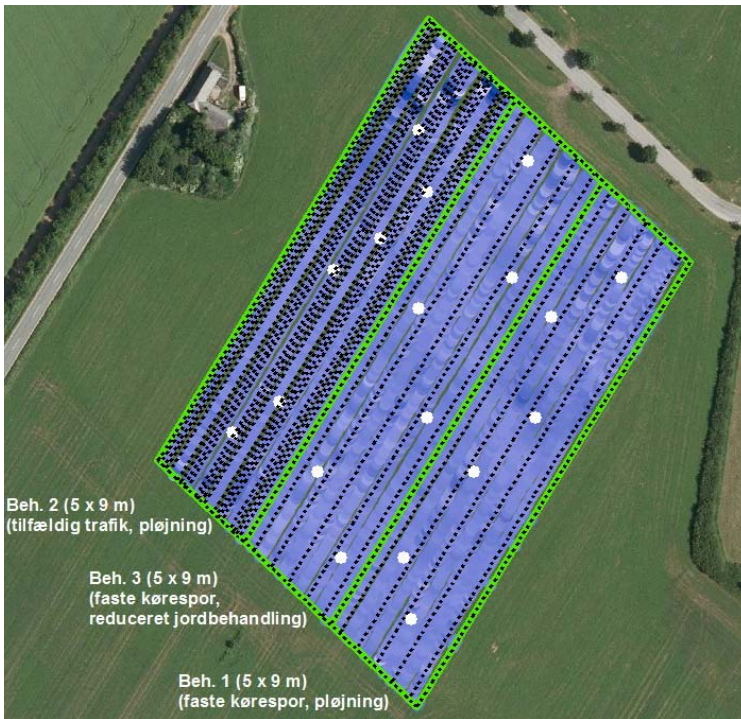 Beh. 2 (5 x 9 m)
(tilfældig trafik, pløjning)
Beh. 3 (5 x 9 m)
(faste kørespor,
reduceret jordbehandling)
Beh. 1 (5 x 9 m)
(faste kørespor, pløjning)